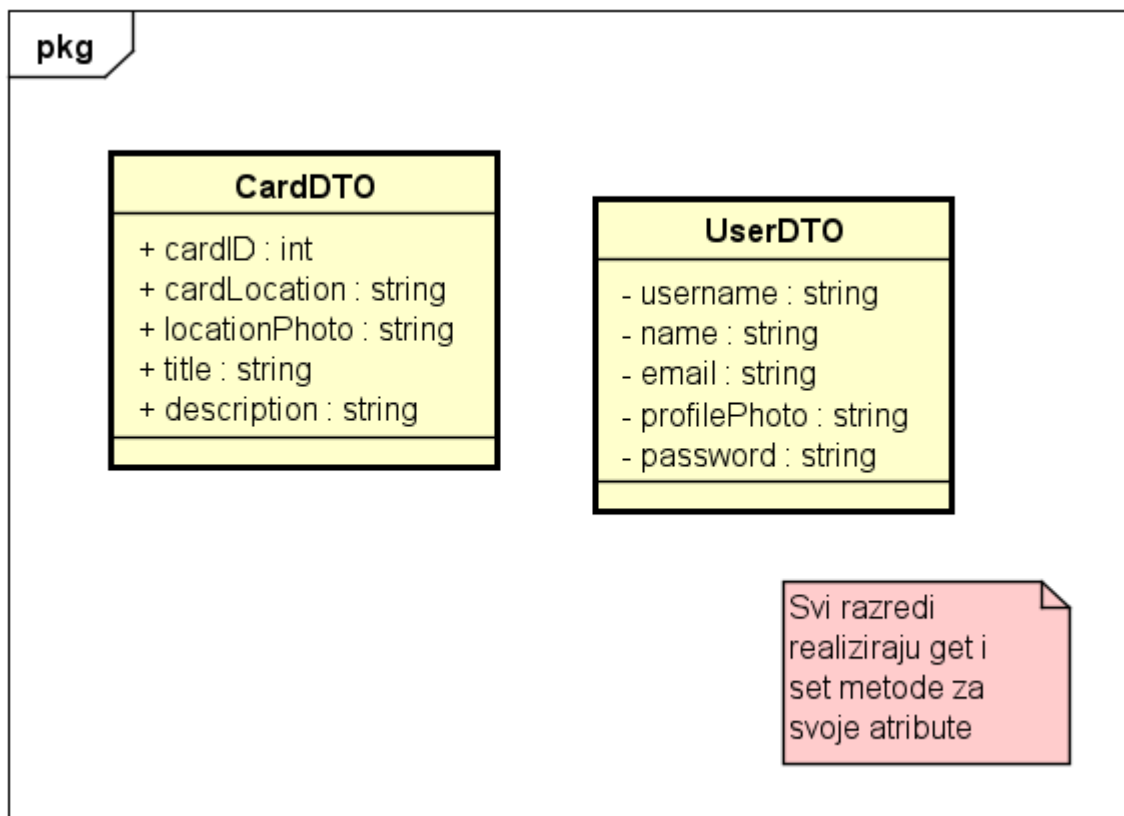 pkg
CardDTO
+ cardID : int
+ cardLocation : string
+ locationPhoto : string
+ title : string
+ description : string
UserDTO
- username : string
- name : string
- email : string
- profilePhoto : string
- password : string
Svi razredi
realiziraju get i
set metode za
svoje atribute